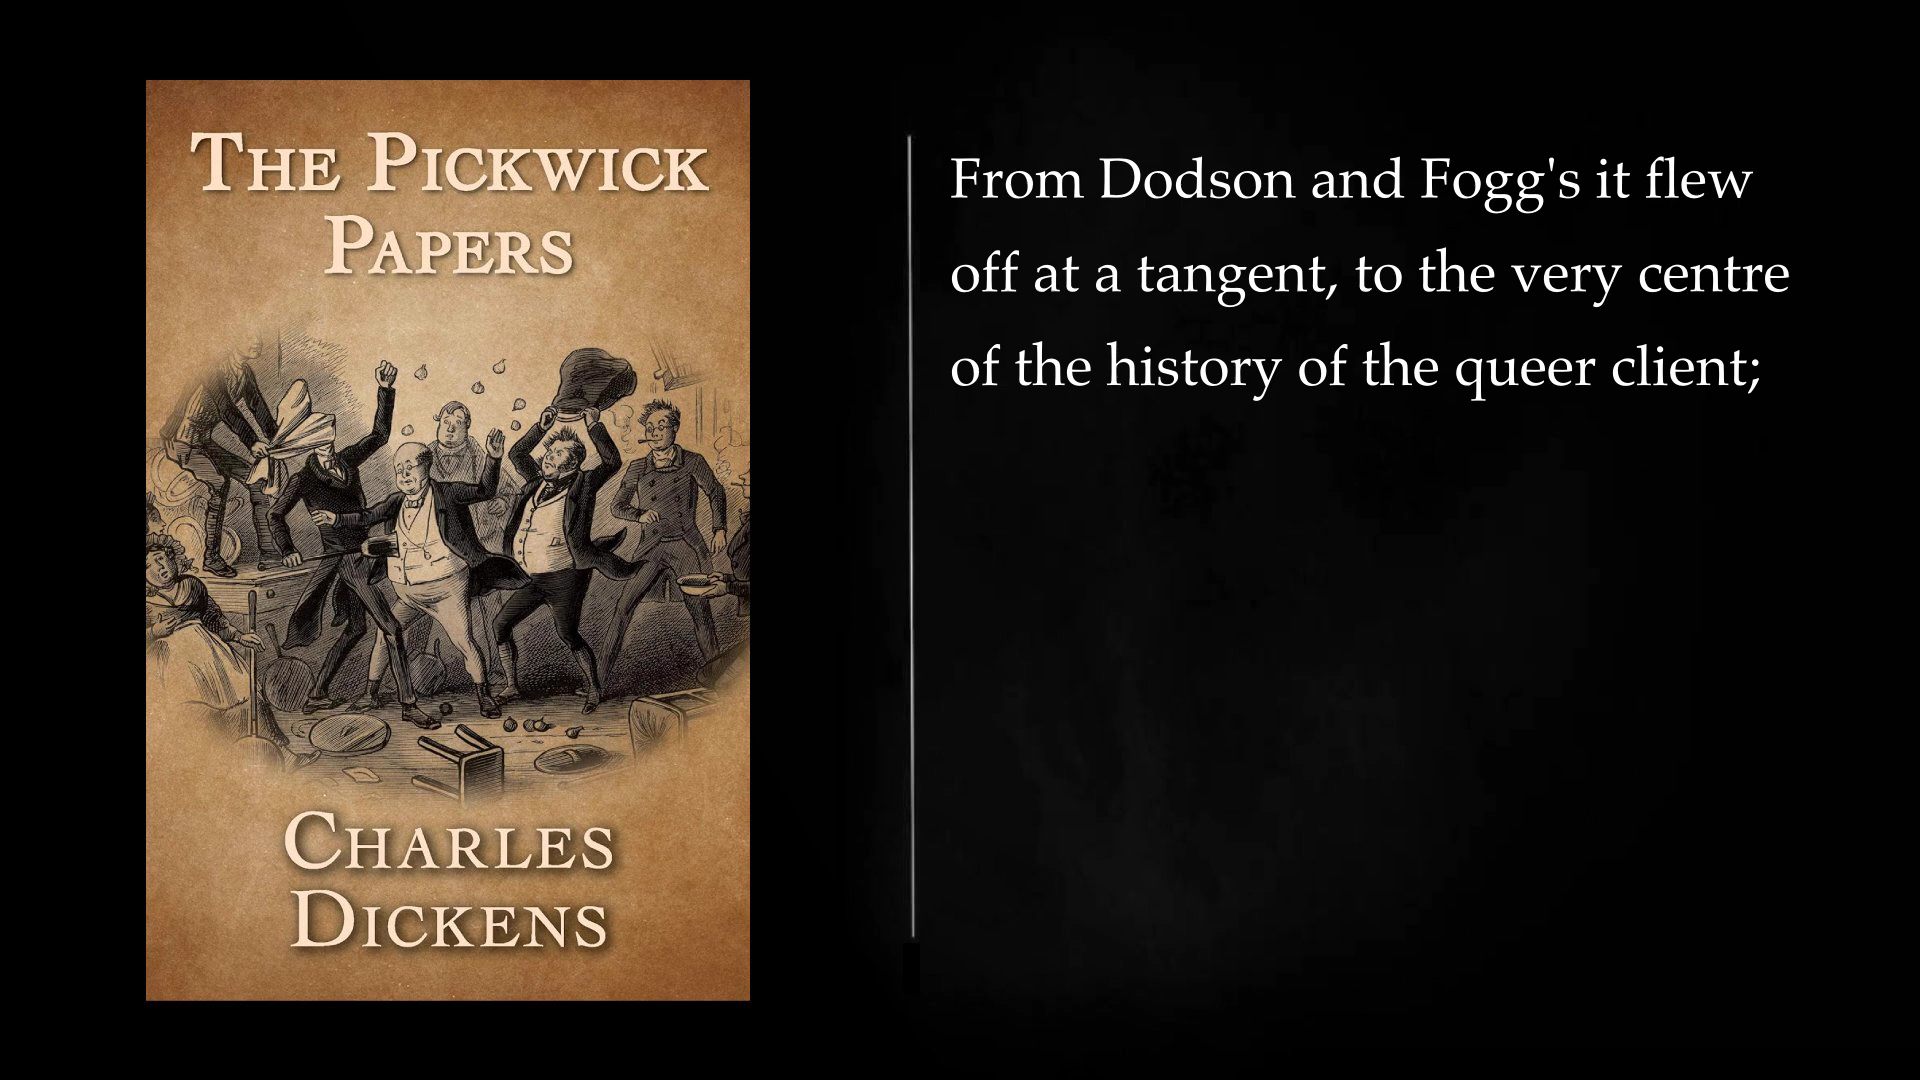 The Pickwick
Papers
Charles
Dickens
From Dodson and Fogg's it flew
off at a tangent, to the very centre
of the history of the queer client;